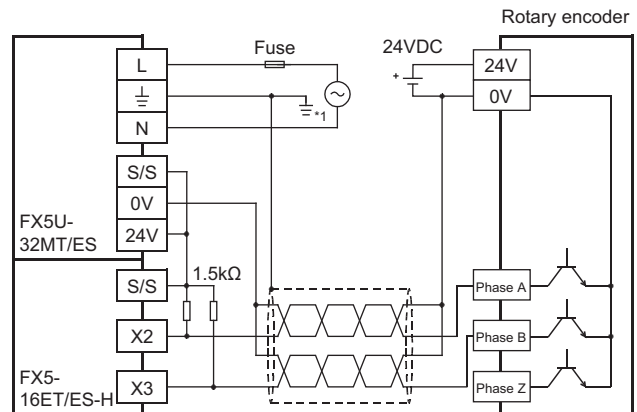 Rotary encoder
L
Fuse
24VDC
24V
+
0V
*1
N
S/S
0V
24V
FX5U-
32MT/ES
S/S
1.5kΩ
Phase A
X2
Phase B
FX5-
16ET/ES-H
X3
Phase Z